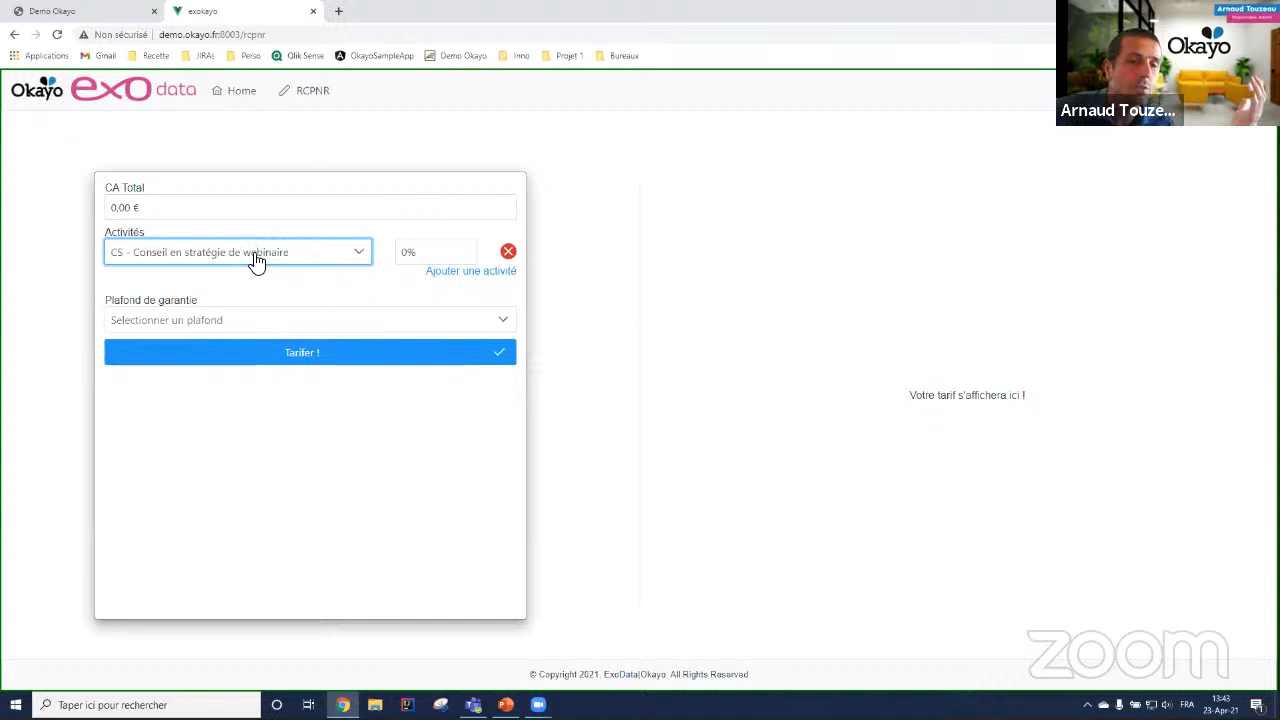 Demo Okayo
exokayo
Non sécurisé
demo.okayo.fr:8003/rcpnr
Applications
Gmail
Recette
JIRAs
Perso
Qlik Sense
OkayoSampleApp
Demo Okayo
Inno
Projet 1
Bureaux
Arnaud Touzeau
Okayo
Arnaud Touze...
Okayo
exo data
Home
RCPNR
CA Total
0,00 €
Activités
CS - Conseil en stratégie de webinaire
0%
Ajouter une activité
Plafond de garantie
Selectionner un plafond
Tarifer !
Votre tarif s'affichera ici !
© Copyright 2021, ExoData|Okayo. All Rights Reserved
zoom
Taper ici pour rechercher
FRA
13:43
23-Apr-21